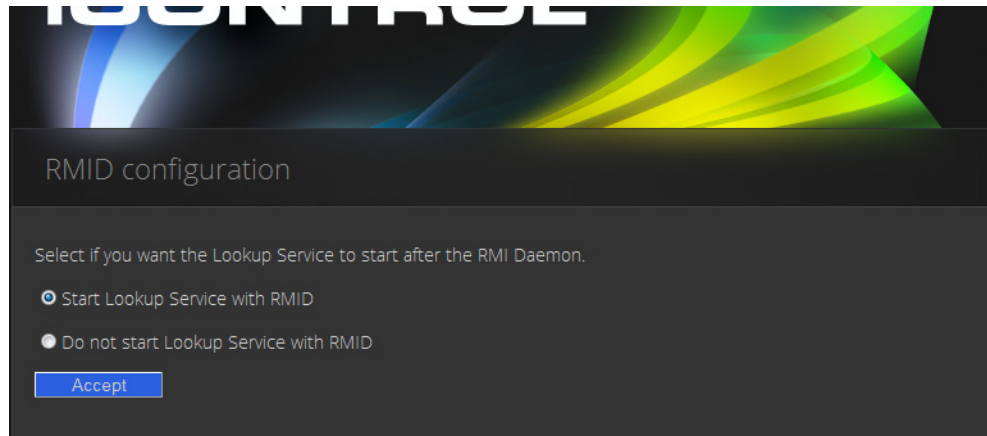 iCONTROL
RMID configuration
Select if you want the Lookup Service to start after the RMI Daemon.
Start Lookup Service with RMID
Do not start Lookup Service with RMID
Accept